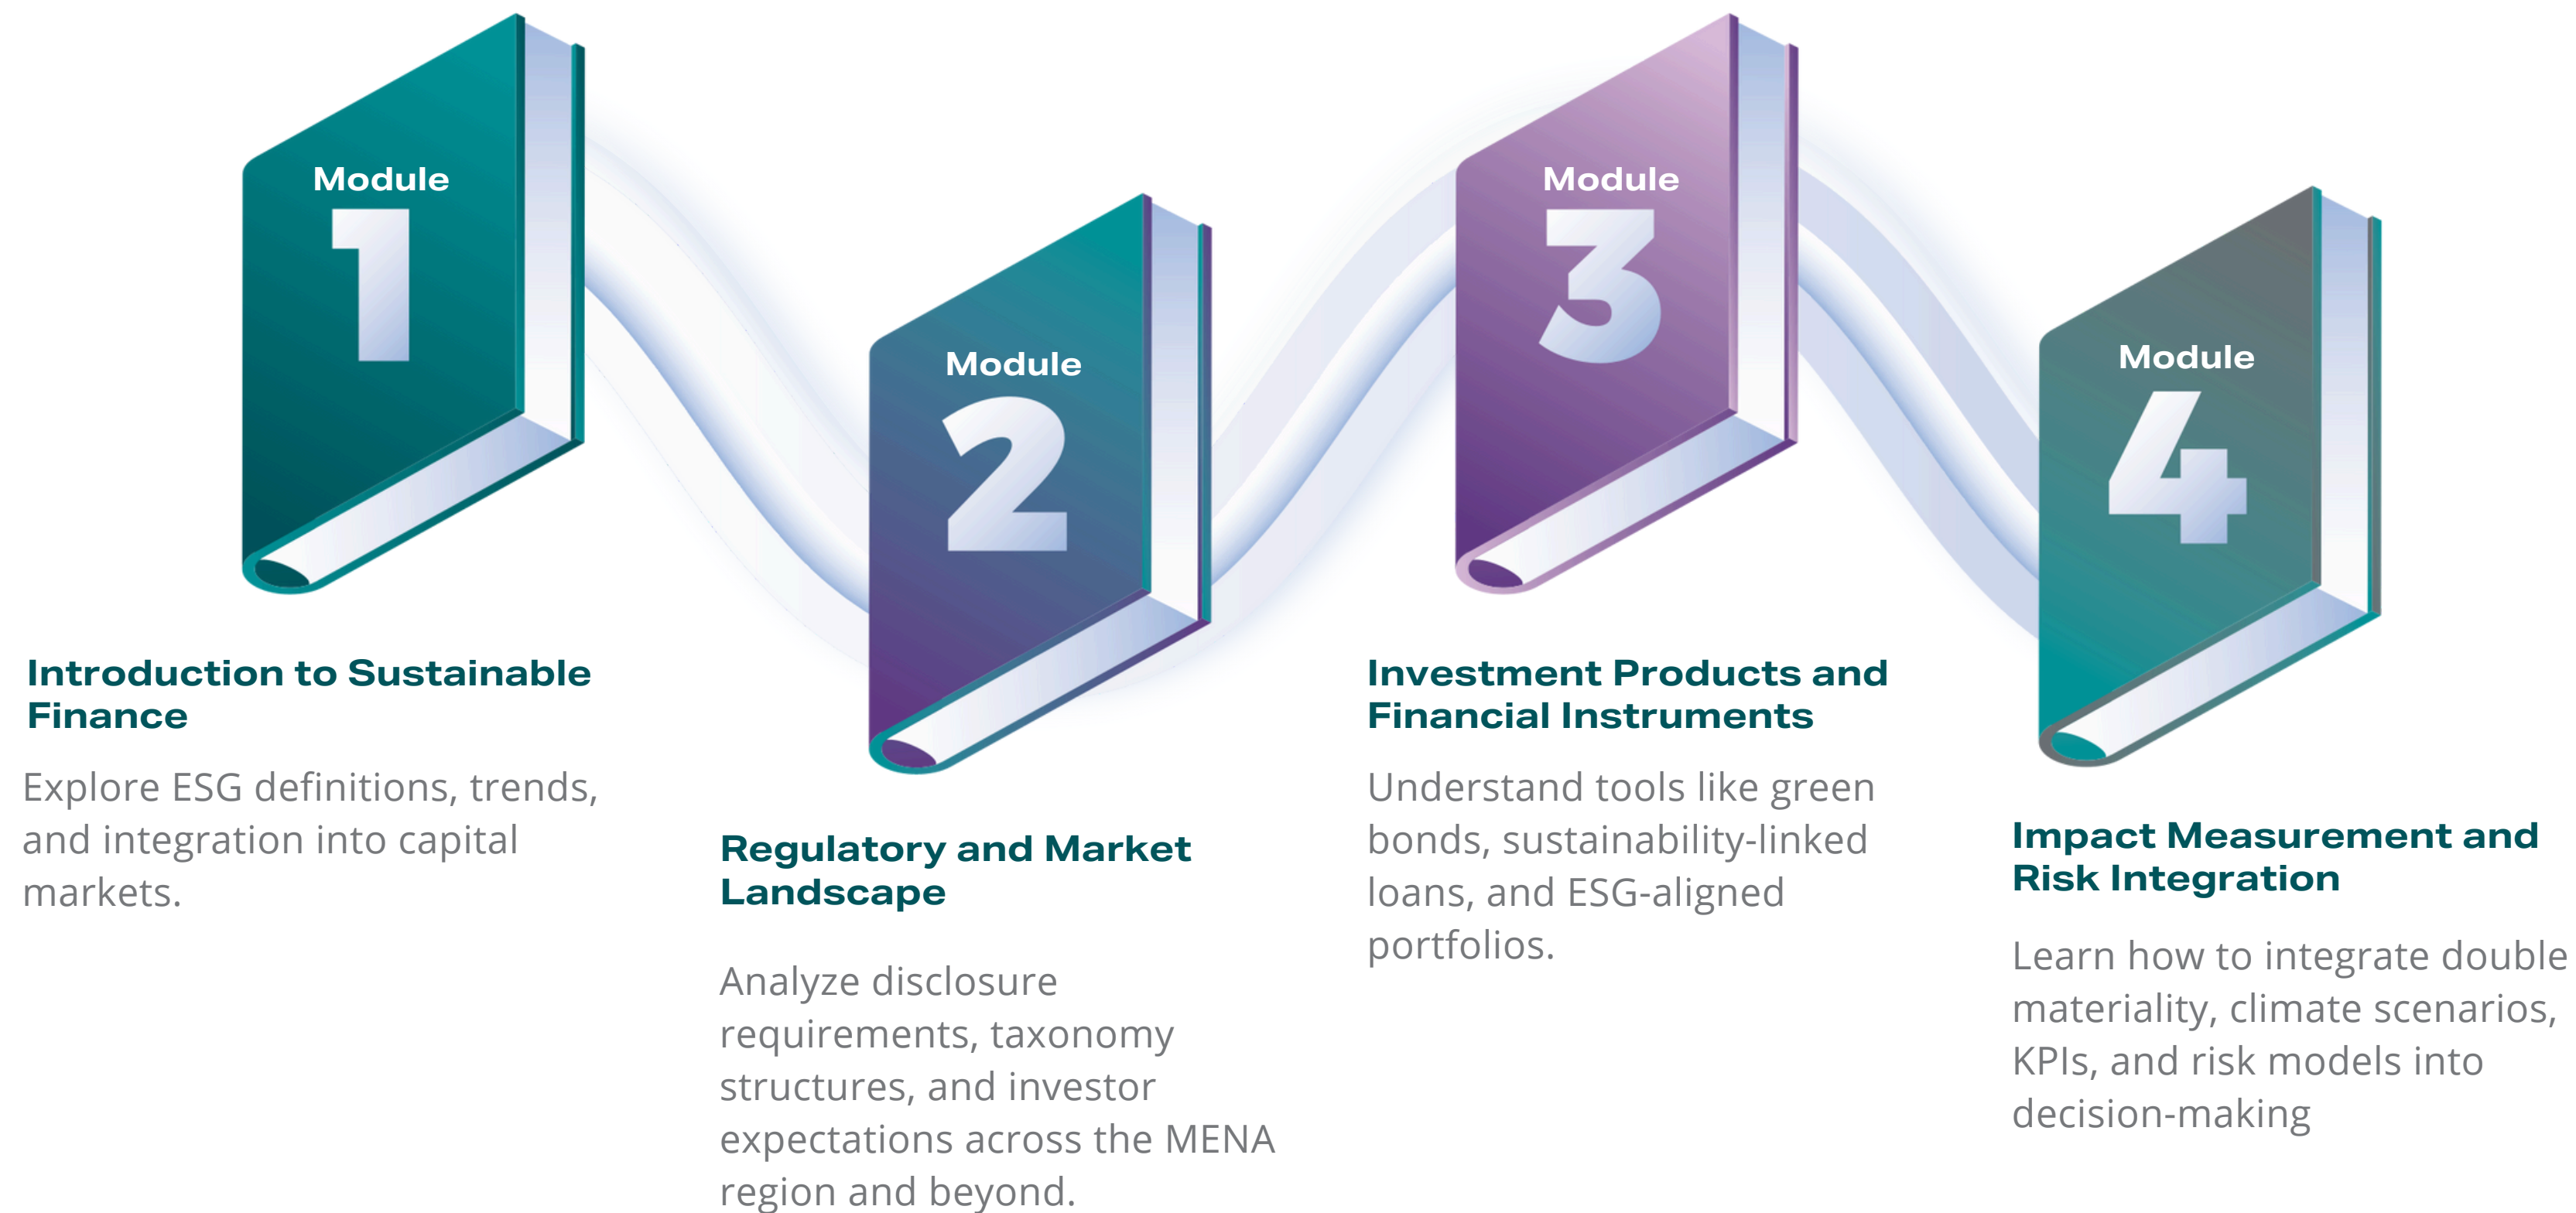 Module
1
Introduction to Sustainable
Finance
Explore ESG definitions, trends,
and integration into capital
markets.
Module
2
Regulatory and Market
Landscape
Analyze disclosure
requirements, taxonomy
structures, and investor
expectations across the MENA
region and beyond.
Module
3
Investment Products and
Financial Instruments
Understand tools like green
bonds, sustainability-linked
loans, and ESG-aligned
portfolios.
Module
4
Impact Measurement and
Risk Integration
Learn how to integrate double
materiality, climate scenarios,
KPIs, and risk models into
decision-making